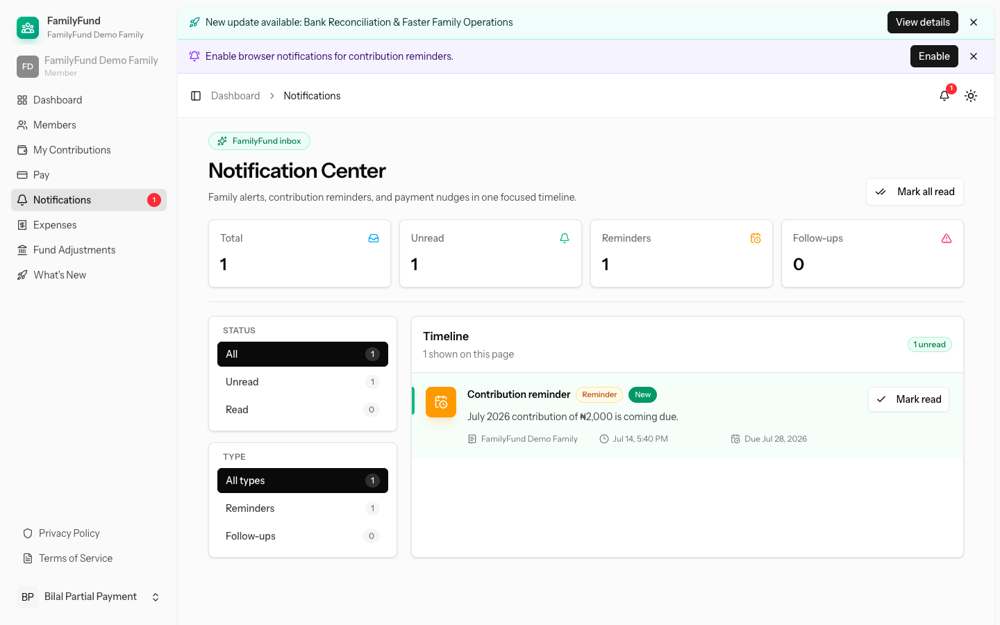 FamilyFund
FamilyFund Demo Family
FD
FamilyFund Demo Family
Member
Dashboard
Members
My Contributions
Pay
Notifications 1
Expenses
Fund Adjustments
What's New
Privacy Policy
Terms of Service
BP Bilal Partial Payment
New update available: Bank Reconciliation & Faster Family Operations View details
Enable browser notifications for contribution reminders. Enable
Dashboard Notifications 1
FamilyFund inbox
Notification Center
Family alerts, contribution reminders, and payment nudges in one focused timeline.
Mark all read
Total
1
Unread
1
Reminders
1
Follow-ups
0
STATUS
All 1
Unread 1
Read 0
TYPE
All types 1
Reminders 1
Follow-ups 0
Timeline
1 shown on this page
1 unread
Contribution reminder Reminder New
July 2026 contribution of ₦2,000 is coming due.
FamilyFund Demo Family Jul 14, 5:40 PM Due Jul 28, 2026
Mark read